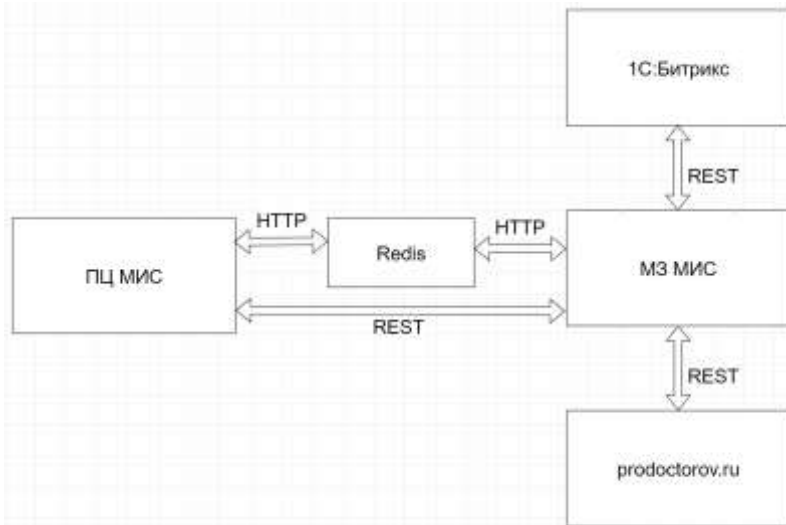 1С:Битрикс
REST
HTTP
HTTP
ПЦ МИС
Redis
МЗ МИС
REST
REST
prodoctorov.ru